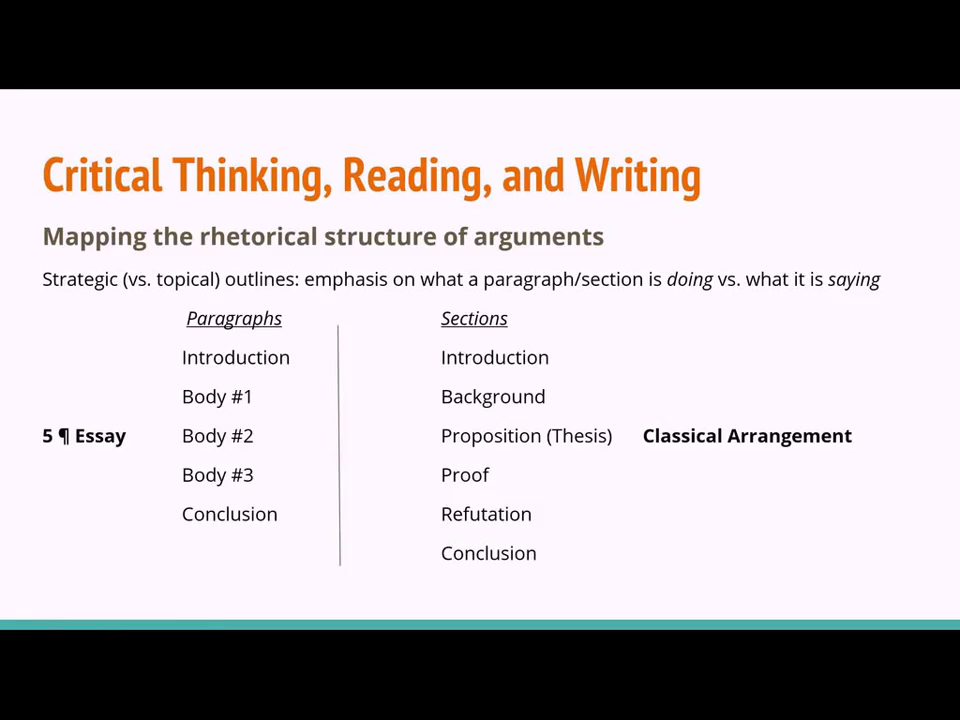 Critical Thinking, Reading, and Writing
Mapping the rhetorical structure of arguments
Strategic (vs. topical) outlines: emphasis on what a paragraph/section is doing vs. what it is saying
Paragraphs Sections
Introduction Introduction
Body #1 Background
5 ¶ Essay Body #2 Proposition (Thesis) Classical Arrangement
Body #3 Proof
Conclusion Refutation
Conclusion